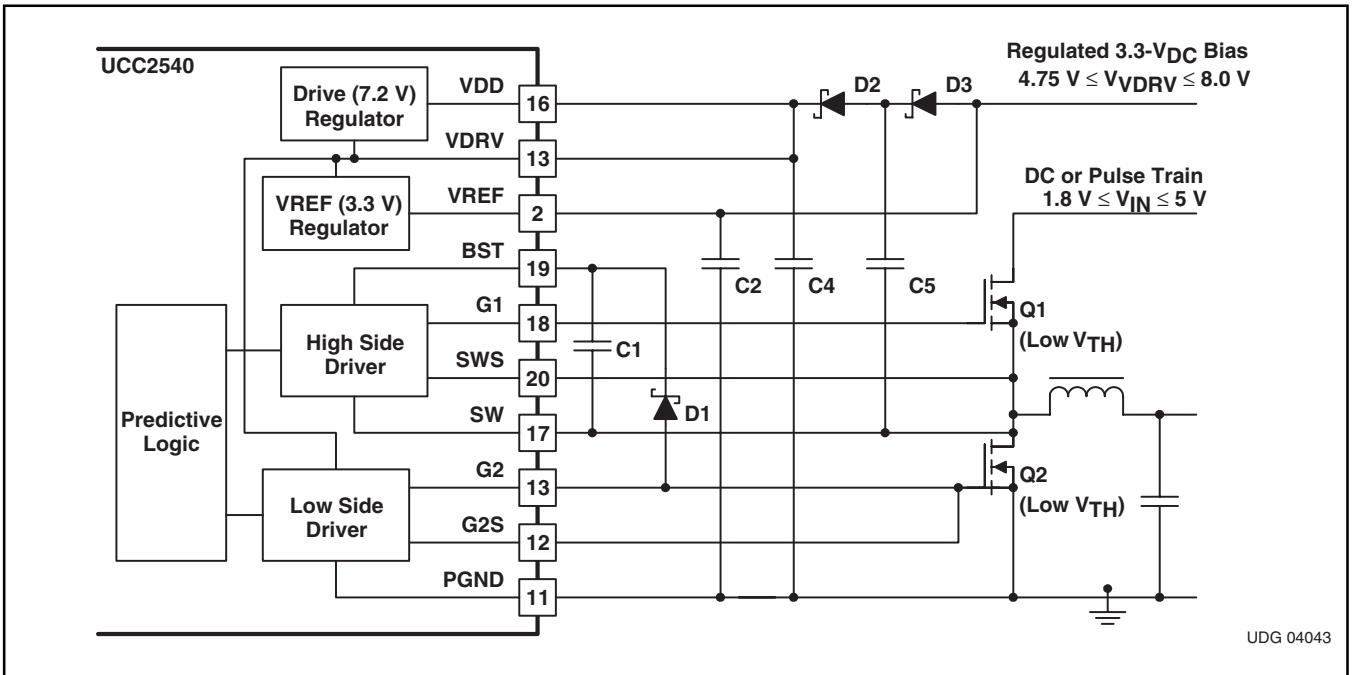 UCC2540
Drive (7.2 V)
Regulator
VREF (3.3 V)
Regulator
Predictive
Logic
High Side
Driver
Low Side
Driver
VDD
16
VDRV
13
VREF
2
BST
19
G1
18
SWS
20
SW
17
G2
13
G2S
12
PGND
11
D2
D3
Regulated 3.3-VDC Bias
4.75 V ≤ VVDRV ≤ 8.0 V
DC or Pulse Train
1.8 V ≤ VIN ≤ 5 V
C1
D1
C2
C4
C5
Q1
(Low VTH)
Q2
(Low VTH)
UDG 04043